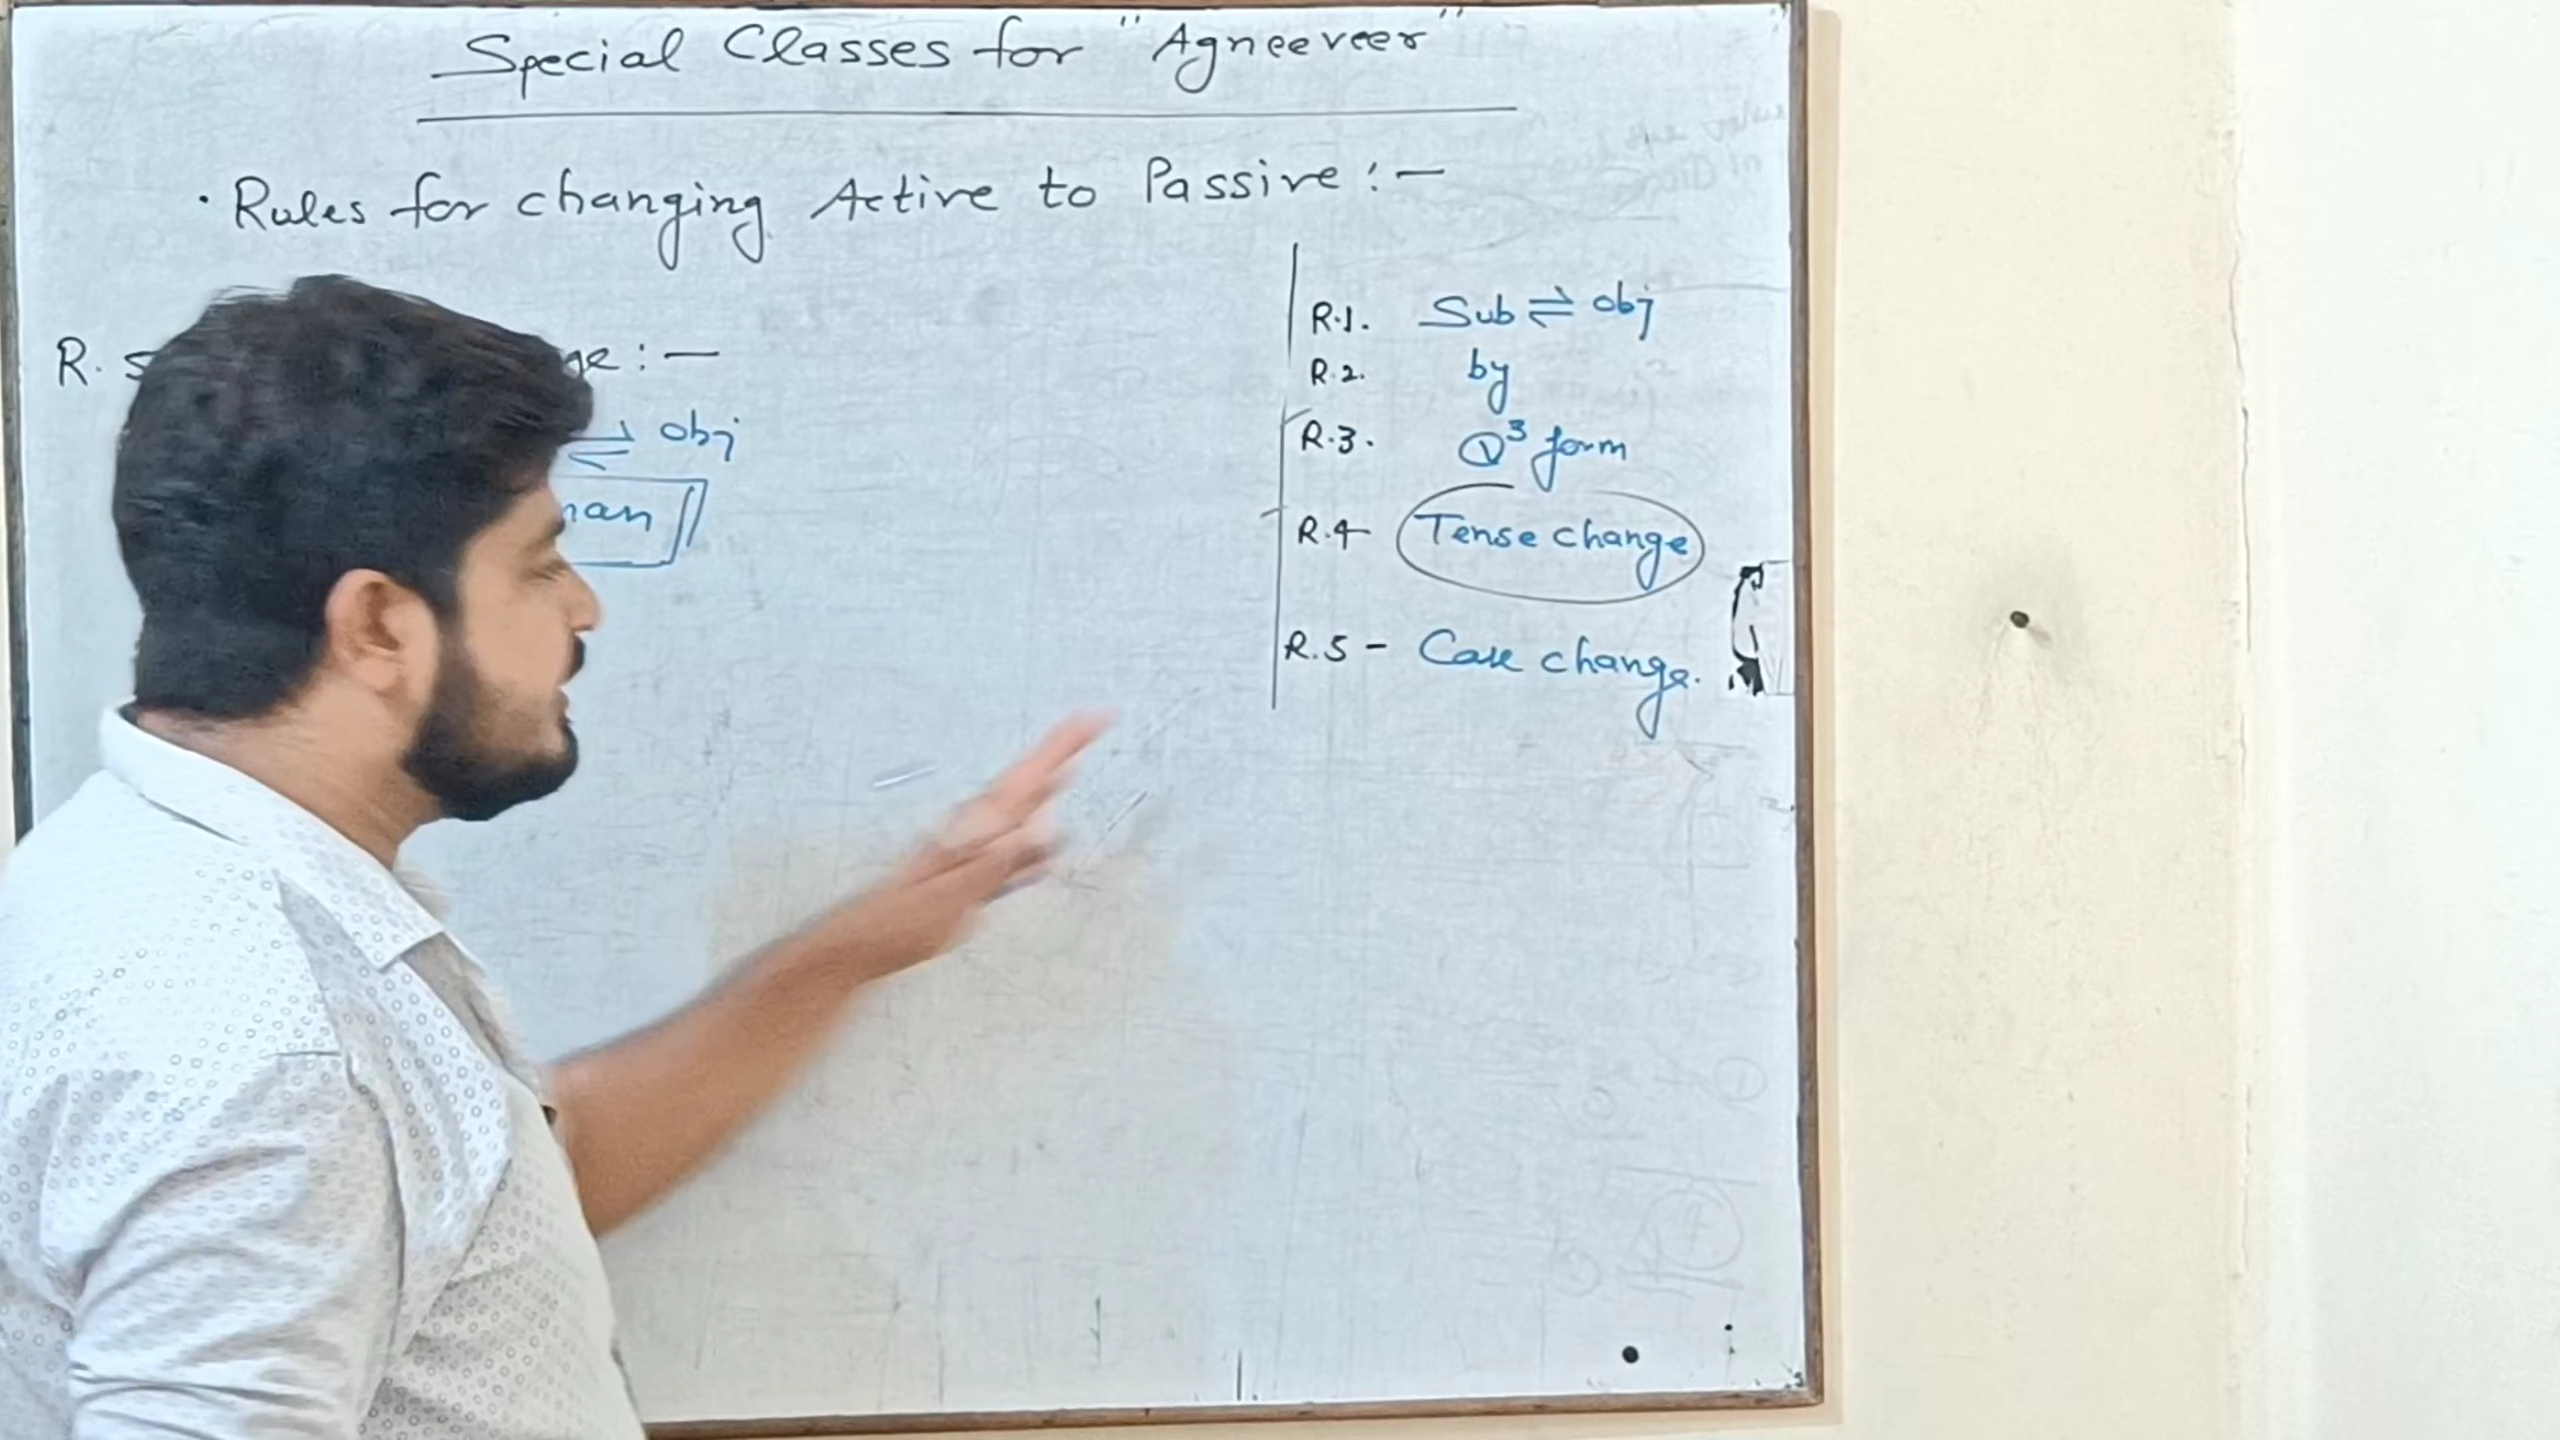 Special Classes for "Agneeveer"
· Rules for changing Active to Passive :-
R. 5 :-
⇌ obj
R.1. Sub ⇌ obj
R.2. by
R.3. V³ form
R.4 Tense change
R.5 - Case change.